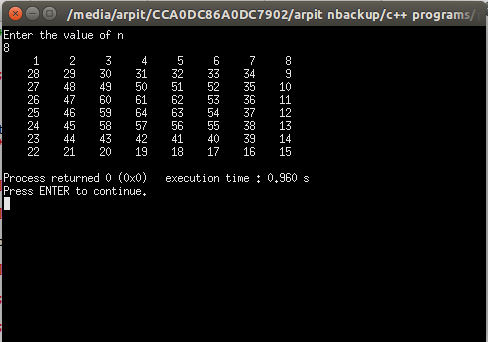 /media/arpit/CCA0DC86A0DC7902/arpit nbackup/c++ programs/
Enter the value of n
8
1 2 3 4 5 6 7 8
28 29 30 31 32 33 34 9
27 48 49 50 51 52 35 10
26 47 60 61 62 53 36 11
25 46 59 64 63 54 37 12
24 45 58 57 56 55 38 13
23 44 43 42 41 40 39 14
22 21 20 19 18 17 16 15
Process returned 0 (0x0) execution time : 0.960 s
Press ENTER to continue.